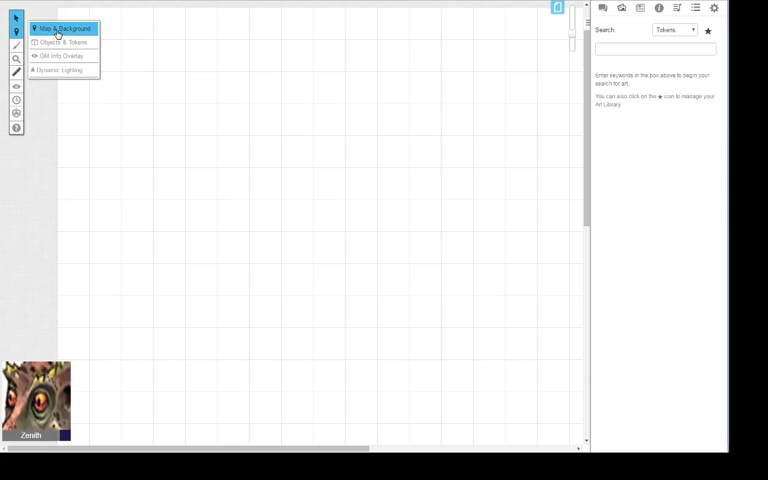 Map & Background
Objects & Tokens
GM Info Overlay
Dynamic Lighting
Search:
Tokens
Enter keywords in the box above to begin your
search for art.
You can also click on the ★ icon to manage your
Art Library.
Zenith